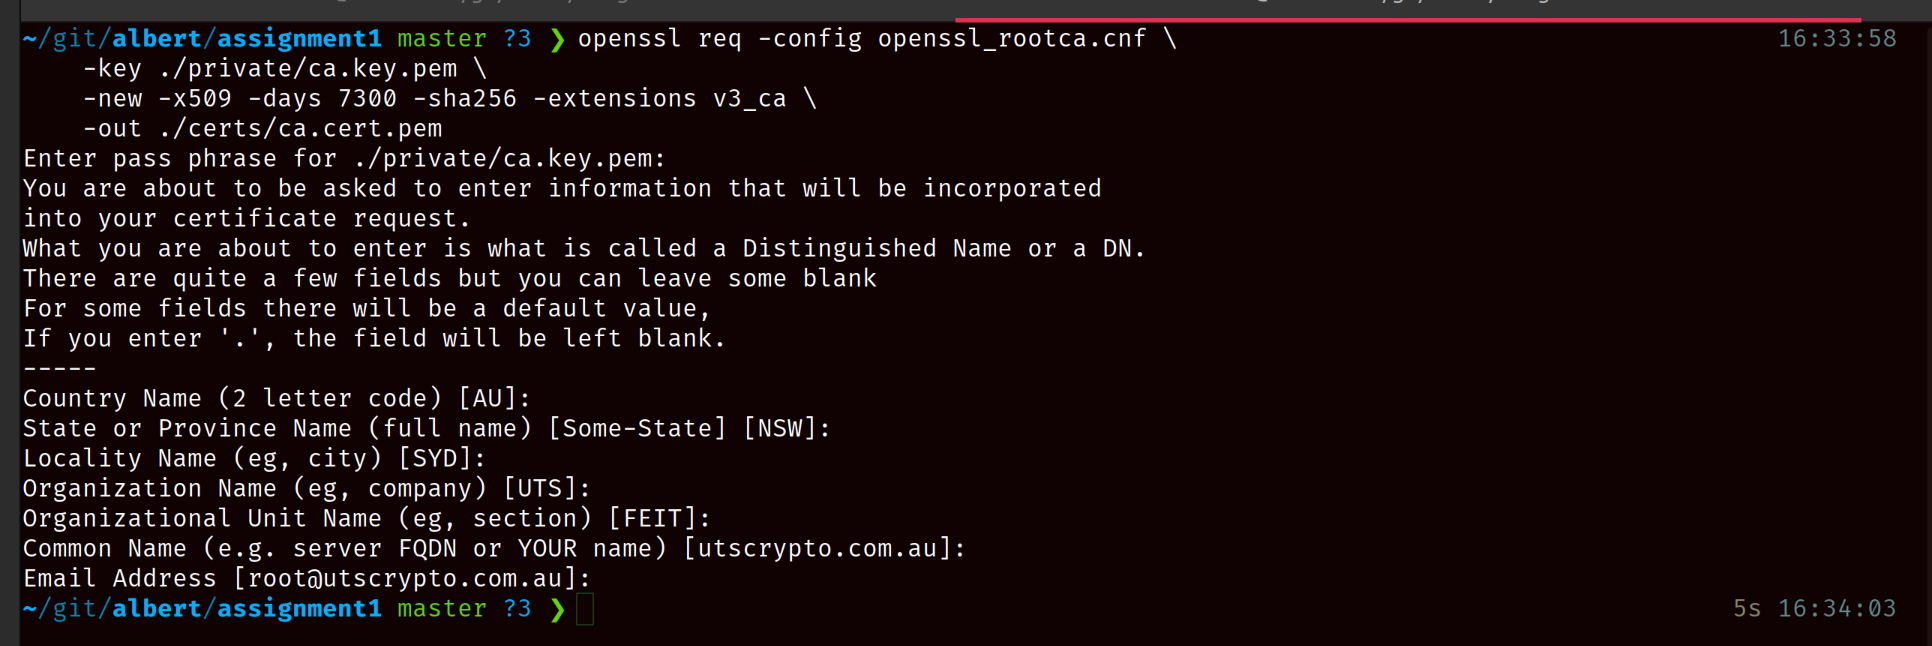 ~/git/albert/assignment1 master ?3 ❯ openssl req -config openssl_rootca.cnf \ 16:33:58
-key ./private/ca.key.pem \
-new -x509 -days 7300 -sha256 -extensions v3_ca \
-out ./certs/ca.cert.pem
Enter pass phrase for ./private/ca.key.pem:
You are about to be asked to enter information that will be incorporated
into your certificate request.
What you are about to enter is what is called a Distinguished Name or a DN.
There are quite a few fields but you can leave some blank
For some fields there will be a default value,
If you enter '.', the field will be left blank.
-----
Country Name (2 letter code) [AU]:
State or Province Name (full name) [Some-State] [NSW]:
Locality Name (eg, city) [SYD]:
Organization Name (eg, company) [UTS]:
Organizational Unit Name (eg, section) [FEIT]:
Common Name (e.g. server FQDN or YOUR name) [utscrypto.com.au]:
Email Address [root@utscrypto.com.au]:
~/git/albert/assignment1 master ?3 ❯ 5s 16:34:03